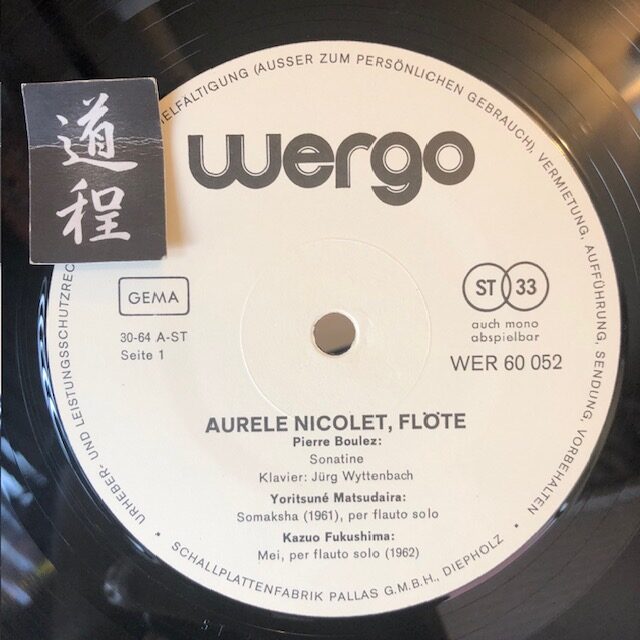 道程
wergo
GEMA
30-64 A-ST
Seite 1
ST 33
auch mono
abspielbar
WER 60 052
AURELE NICOLET, FLÖTE
Pierre Boulez:
Sonatine
Klavier: Jürg Wyttenbach
Yoritsuné Matsudaira:
Somaksha (1961), per flauto solo
Kazuo Fukushima:
Mei, per flauto solo (1962)
URHEBER- UND LEISTUNGSSCHUTZREC
ELFÄLTIGUNG (AUSSER ZUM PERSÖNLICHEN GEBRAUCH), VERMIETUNG, AUFFÜHRUNG, SENDUNG, VORBEHALTEN
* SCHALLPLATTENFABRIK PALLAS G.M.B.H., DIEPHOLZ *